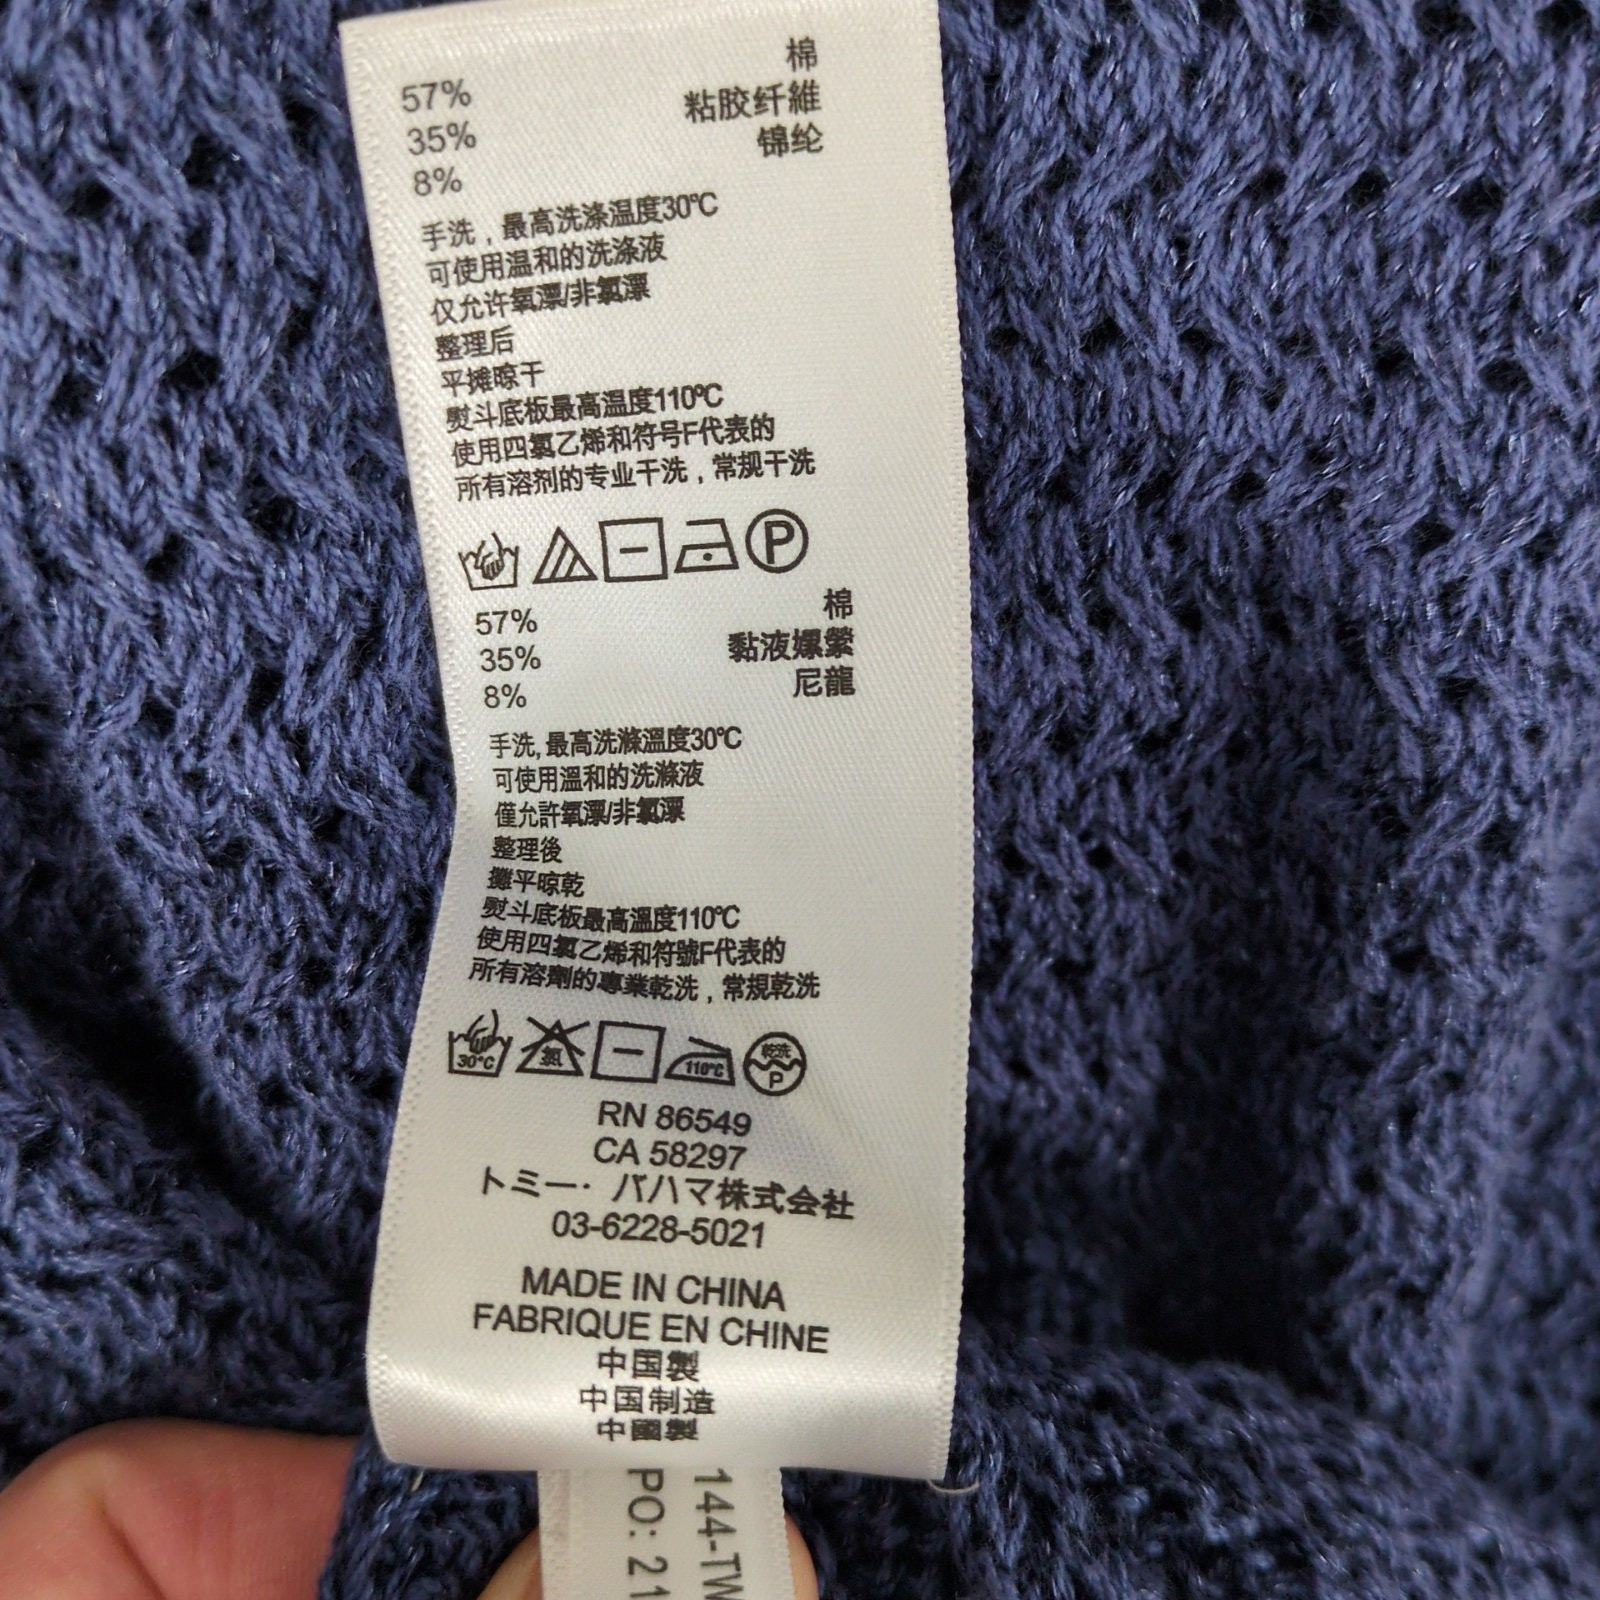 57% 棉
35% 粘胶纤維
8% 锦纶
手洗，最高洗涤温度30℃
可使用温和的洗涤液
仅允许氧漂/非氯漂
整理后
平摊晾干
熨斗底板最高温度110℃
使用四氯乙烯和符号F代表的
所有溶剂的专业干洗，常规干洗
P
57% 棉
35% 黏液嫘縈
8% 尼龍
手洗,最高洗滌溫度30℃
可使用溫和的洗滌液
僅允許氧漂/非氯漂
整理後
攤平晾乾
熨斗底板最高溫度110℃
使用四氯乙烯和符號F代表的
所有溶劑的專業乾洗，常規乾洗
30℃ 氯 110℃ 乾洗 P
RN 86549
CA 58297
トミー・バハマ株式会社
03-6228-5021
MADE IN CHINA
FABRIQUE EN CHINE
中国製
中国制造
中國製
144-TW
PO: 21